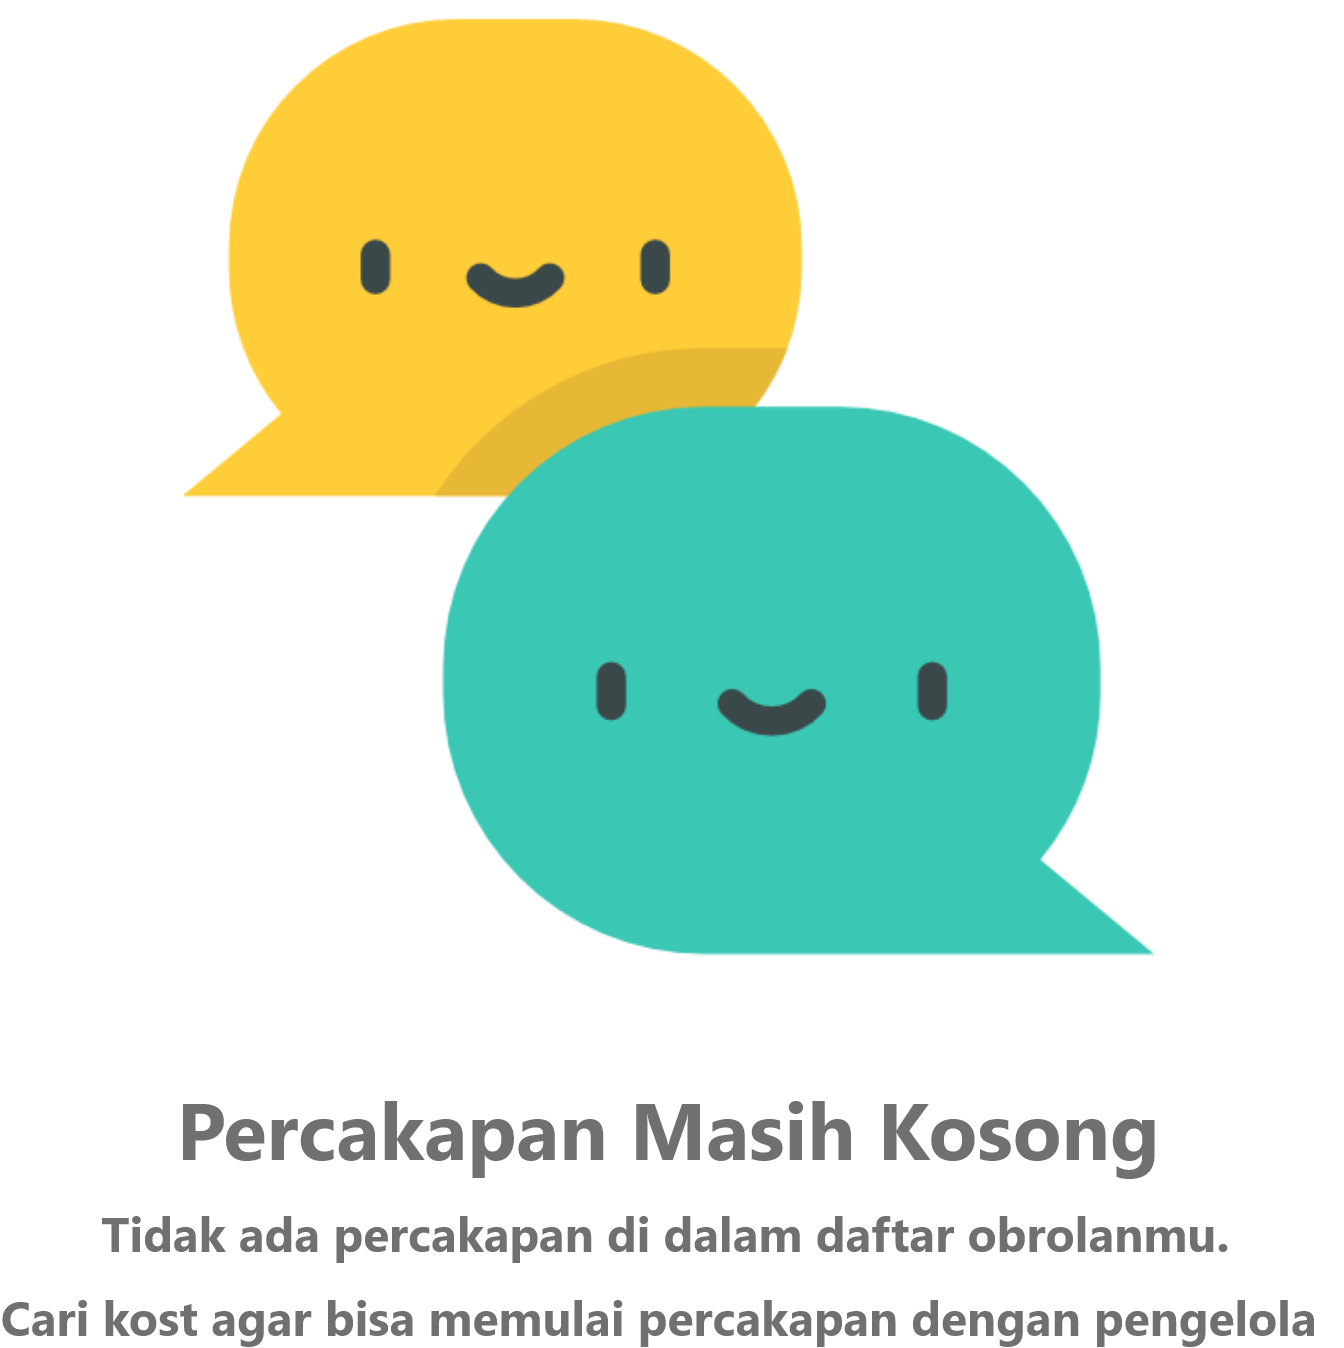 Percakapan Masih Kosong
Tidak ada percakapan di dalam daftar obrolanmu.
Cari kost agar bisa memulai percakapan dengan pengelola